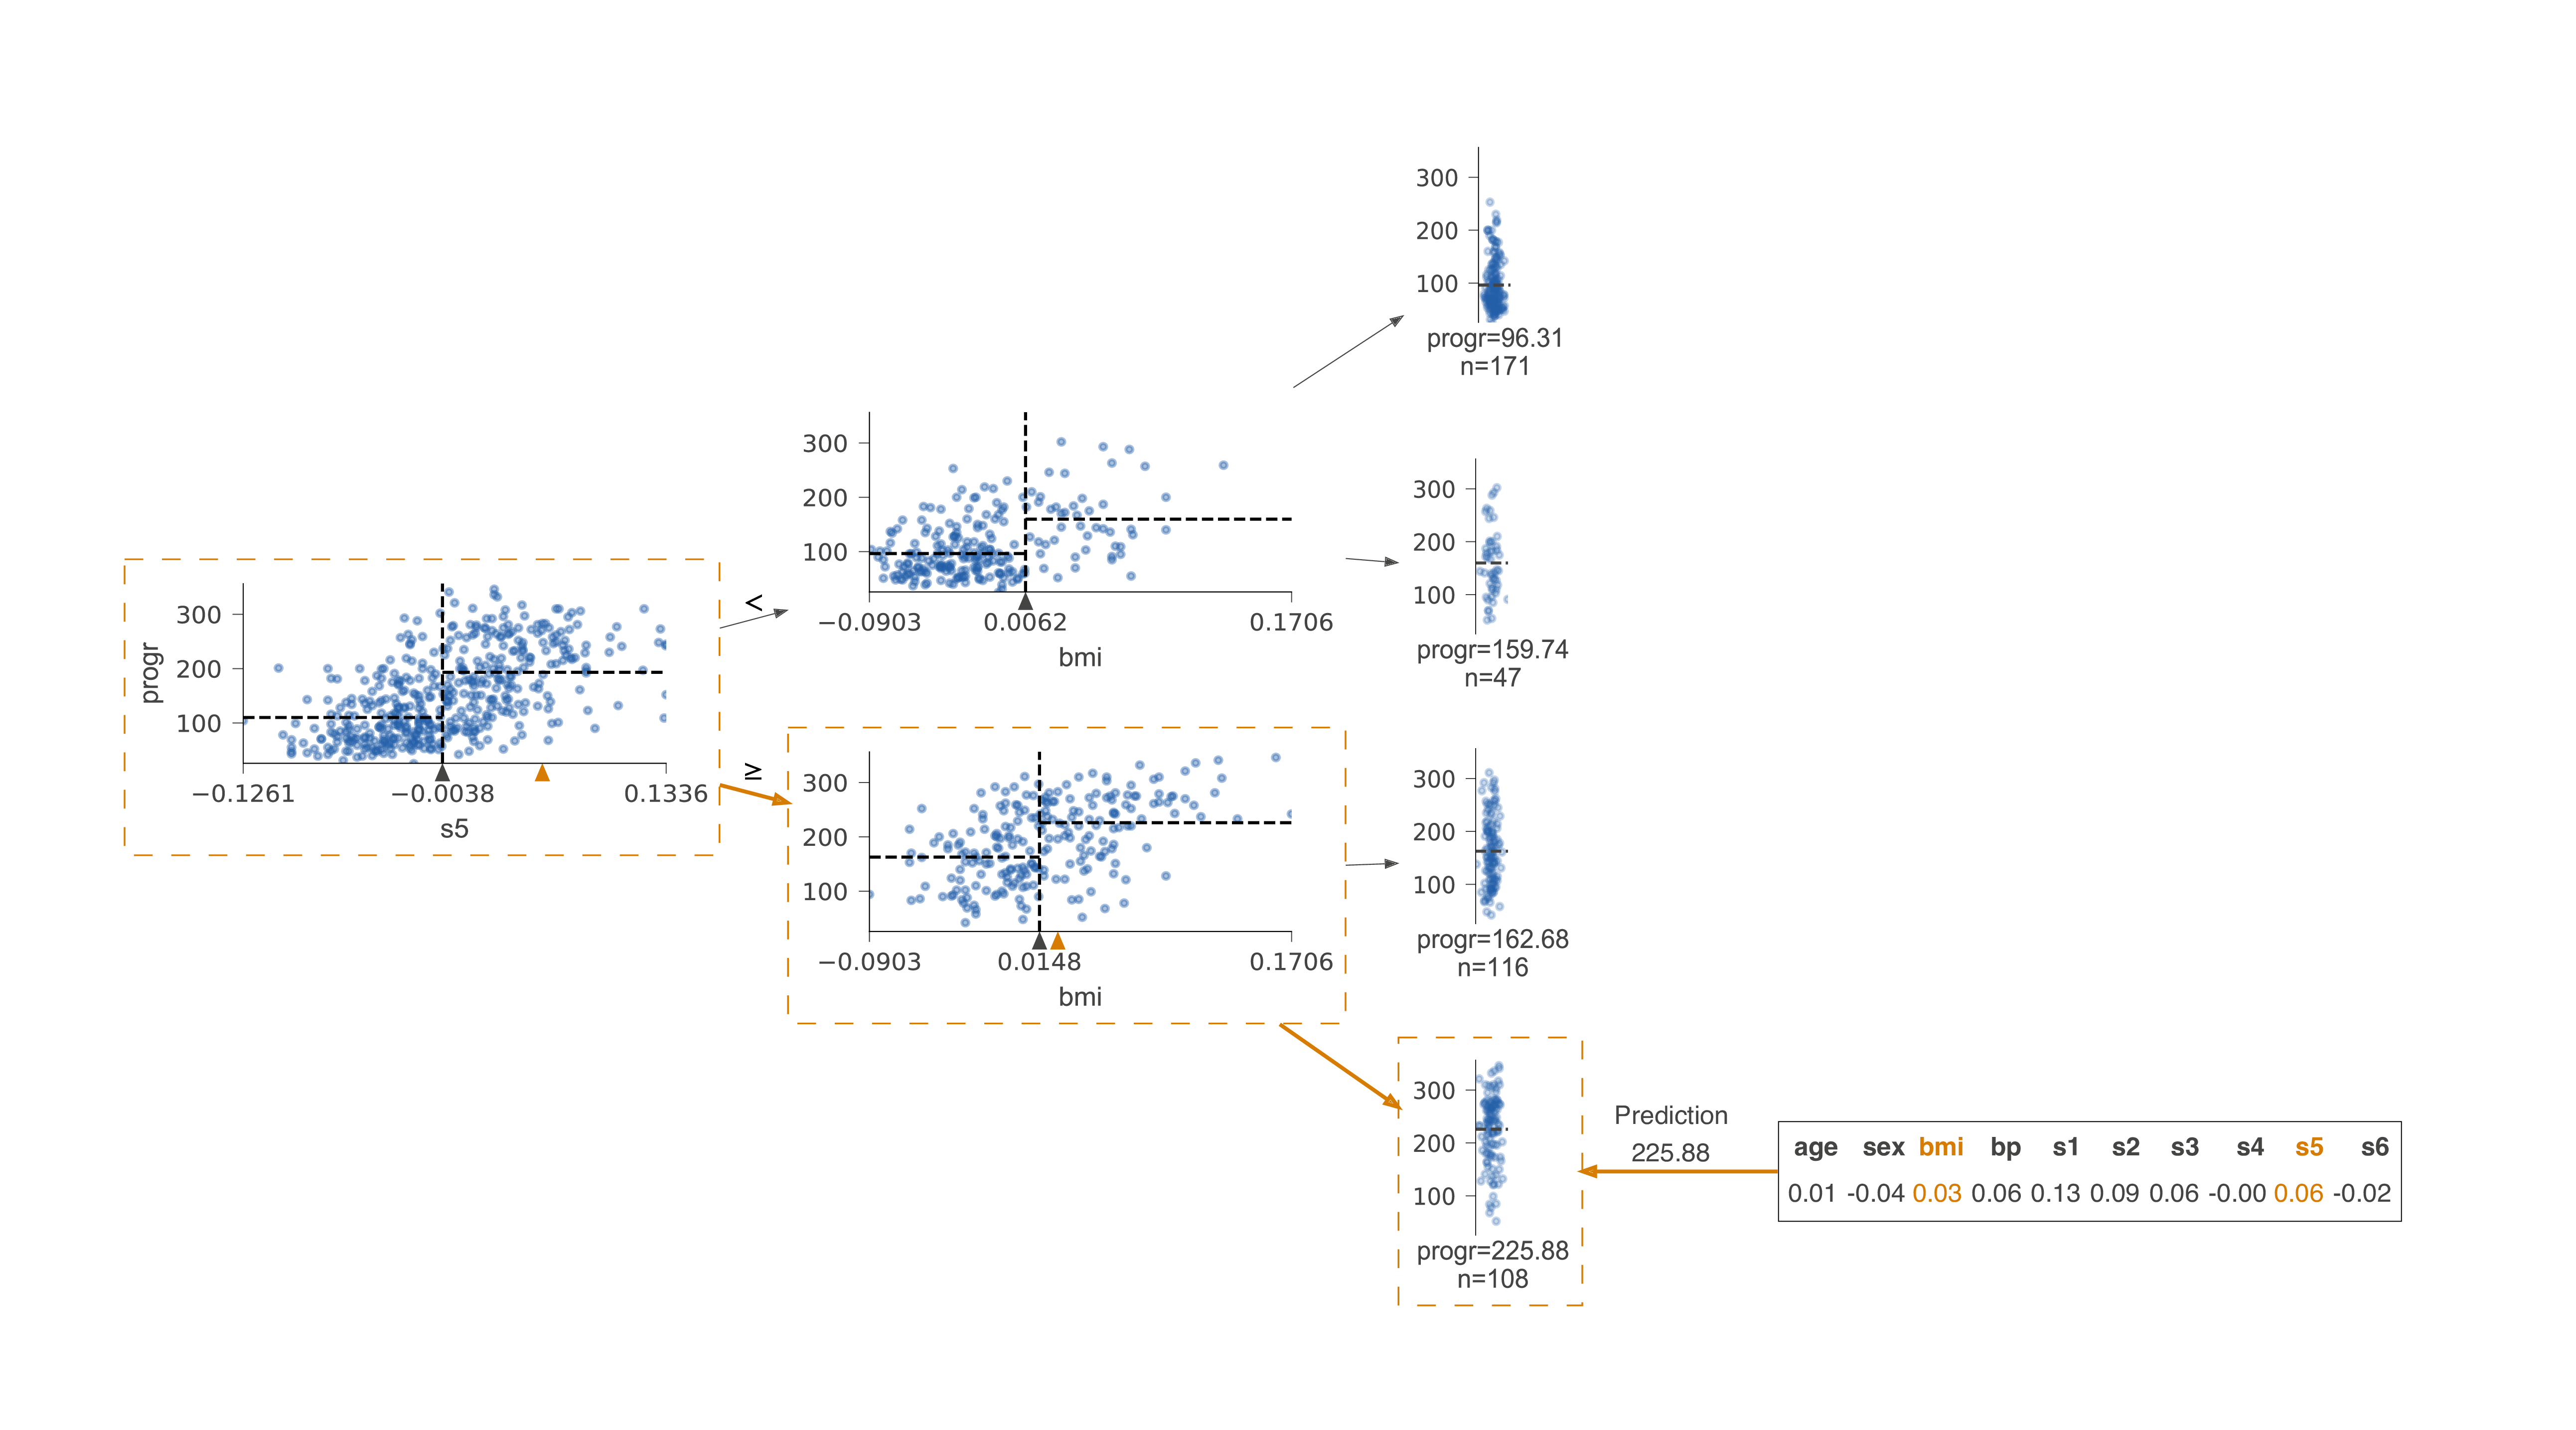 300
200
100
progr
−0.1261
−0.0038
0.1336
s5
<
≥
300
200
100
−0.0903
0.0062
0.1706
bmi
300
200
100
−0.0903
0.0148
0.1706
bmi
300
200
100
progr=96.31
n=171
300
200
100
progr=159.74
n=47
300
200
100
progr=162.68
n=116
300
200
100
progr=225.88
n=108
Prediction
225.88
age sex bmi bp s1 s2 s3 s4 s5 s6
0.01 -0.04 0.03 0.06 0.13 0.09 0.06 -0.00 0.06 -0.02